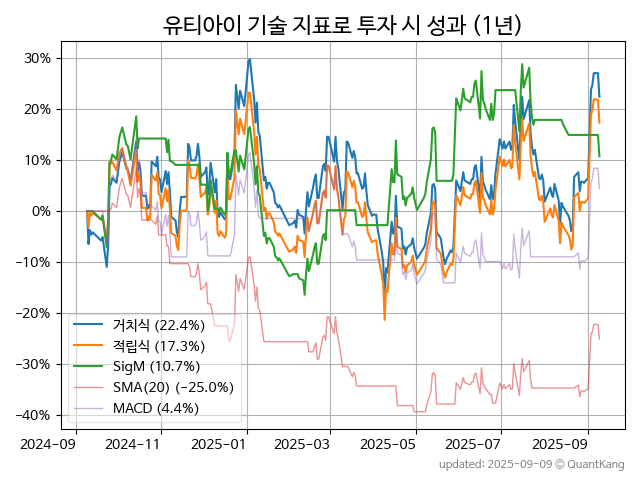 유티아이 기술 지표로 투자 시 성과 (1년)
30%
20%
10%
0%
−10%
−20%
−30%
−40%
거치식 (22.4%)
적립식 (17.3%)
SigM (10.7%)
SMA(20) (−25.0%)
MACD (4.4%)
2024-09 2024-11 2025-01 2025-03 2025-05 2025-07 2025-09
updated: 2025-09-09 © QuantKang